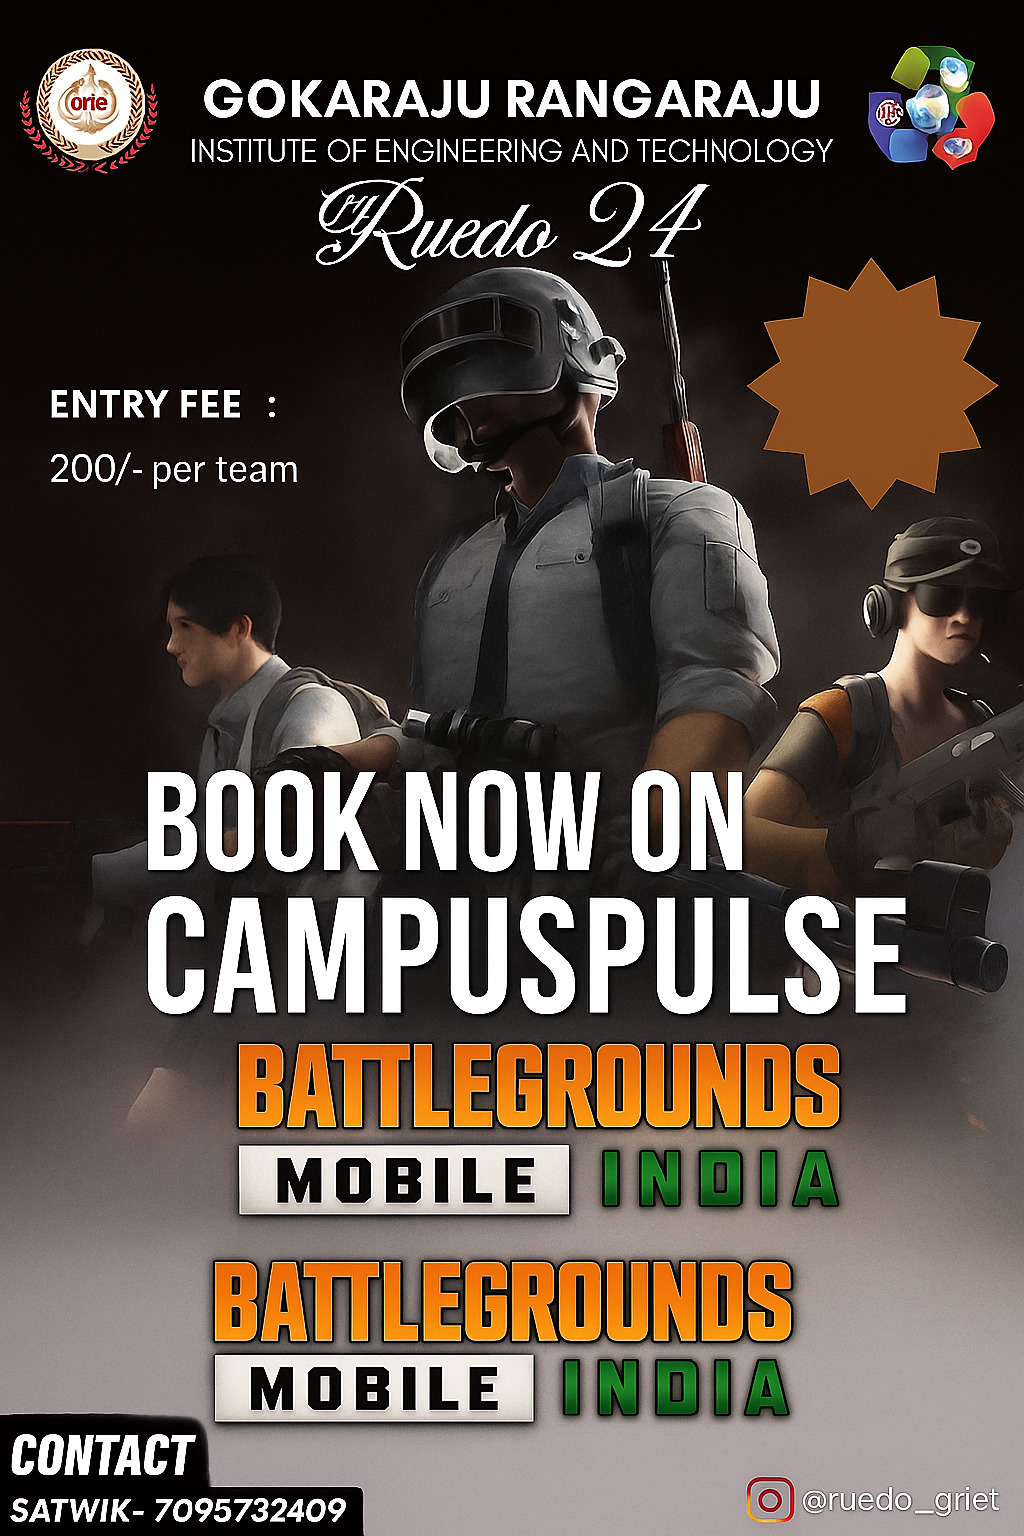 orie
GOKARAJU RANGARAJU
INSTITUTE OF ENGINEERING AND TECHNOLOGY
Ruedo 24
ENTRY FEE :
200/- per team
BOOK NOW ON
CAMPUSPULSE
BATTLEGROUNDS
MOBILE INDIA
BATTLEGROUNDS
MOBILE INDIA
CONTACT
SATWIK- 7095732409
@ruedo_griet